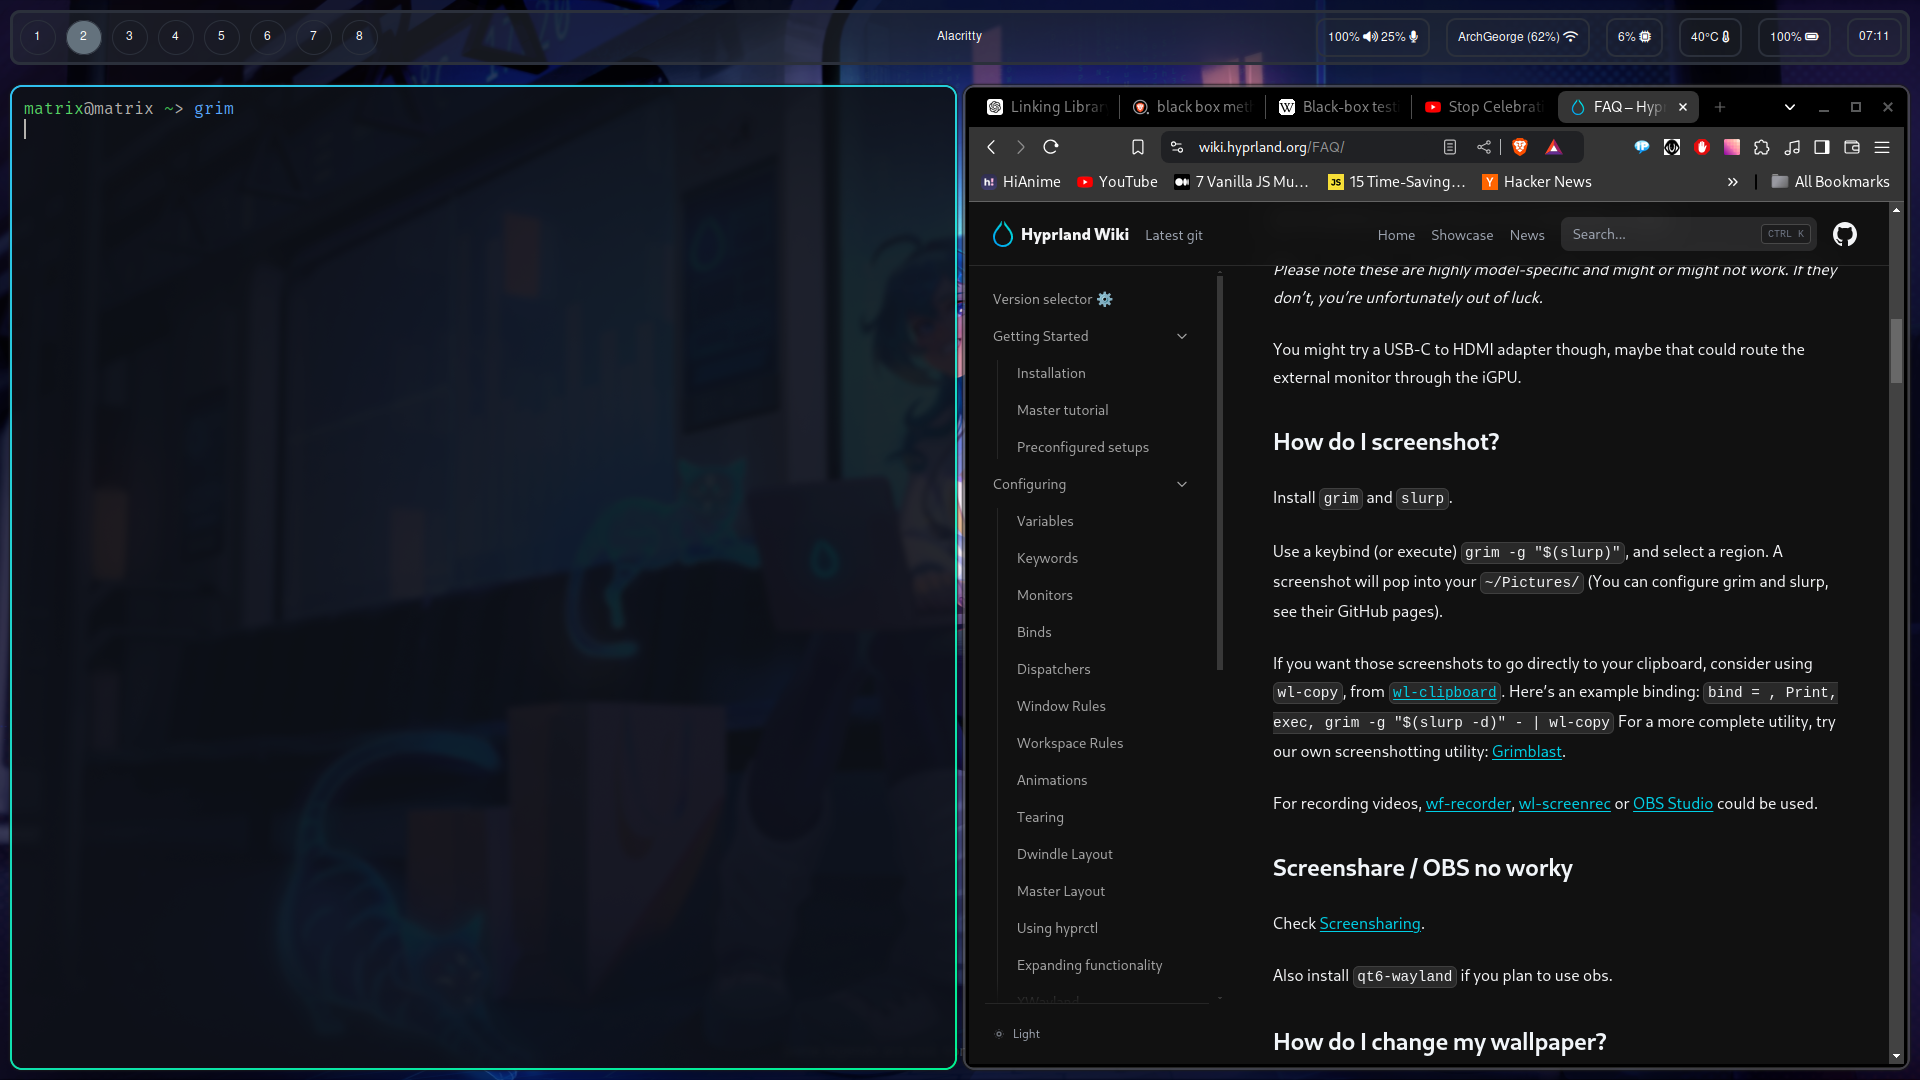 1 2 3 4 5 6 7 8
Alacritty
100% 25%
ArchGeorge (62%)
6%
40°C
100%
07:11
matrix@matrix ~> grim
Linking Librar
black box met
Black-box test
Stop Celebrat
FAQ – Hypr
wiki.hyprland.org/FAQ/
HiAnime
YouTube
7 Vanilla JS Mu...
15 Time-Saving...
Hacker News
» All Bookmarks
Hyprland Wiki
Latest git
Home
Showcase
News
Search...
CTRL K
Version selector
Getting Started
Installation
Master tutorial
Preconfigured setups
Configuring
Variables
Keywords
Monitors
Binds
Dispatchers
Window Rules
Workspace Rules
Animations
Tearing
Dwindle Layout
Master Layout
Using hyprctl
Expanding functionality
XWayland
Light
Please note these are highly model-specific and might or might not work. If they
don’t, you’re unfortunately out of luck.
You might try a USB-C to HDMI adapter though, maybe that could route the
external monitor through the iGPU.
How do I screenshot?
Install grim and slurp.
Use a keybind (or execute) grim -g "$(slurp)", and select a region. A
screenshot will pop into your ~/Pictures/ (You can configure grim and slurp,
see their GitHub pages).
If you want those screenshots to go directly to your clipboard, consider using
wl-copy, from wl-clipboard. Here’s an example binding: bind = , Print,
exec, grim -g "$(slurp -d)" - | wl-copy For a more complete utility, try
our own screenshotting utility: Grimblast.
For recording videos, wf-recorder, wl-screenrec or OBS Studio could be used.
Screenshare / OBS no worky
Check Screensharing.
Also install qt6-wayland if you plan to use obs.
How do I change my wallpaper?